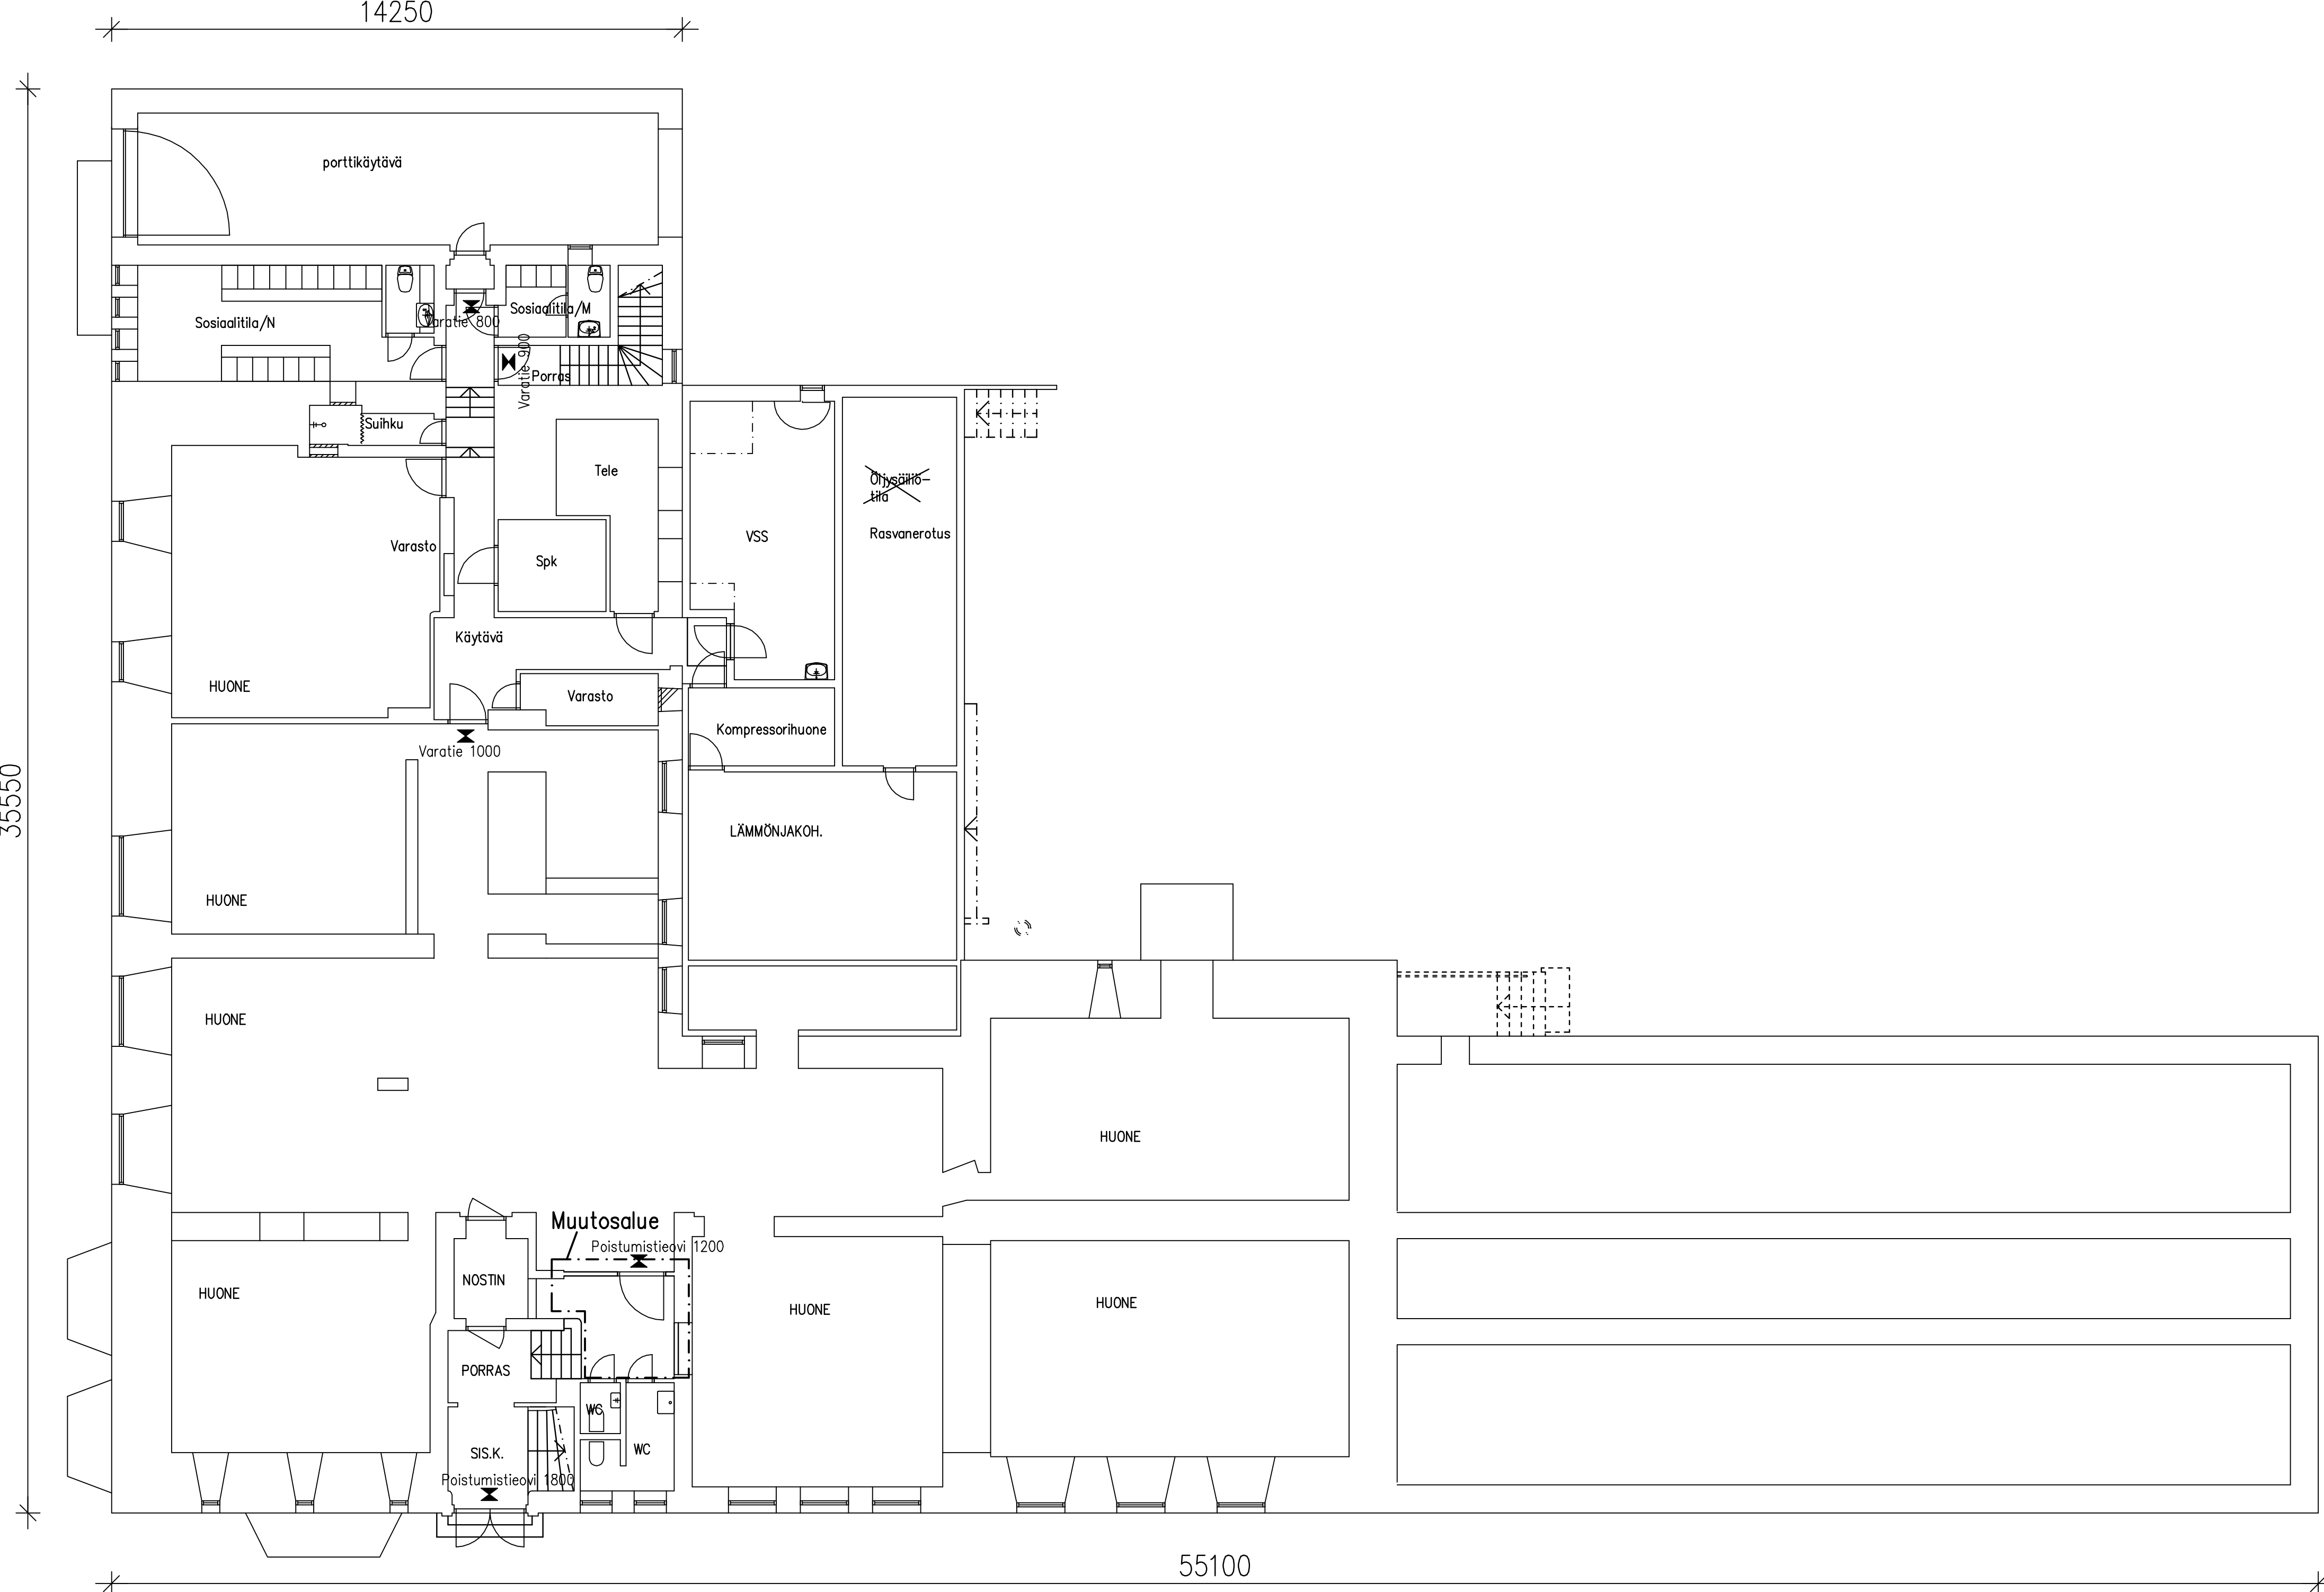 14250
porttikäytävä
Sosiaalitila/N
Varatie 800
Sosiaalitila/M
Varatie 900
Porras
Suihku
Tele
Öljysäiliö-
tila
Rasvanerotus
VSS
Varasto
Spk
Käytävä
HUONE
Varasto
Kompressorihuone
Varatie 1000
35550
LÄMMÖNJAKOH.
HUONE
HUONE
HUONE
Muutosalue
Poistumistieovi 1200
NOSTIN
HUONE
HUONE
HUONE
PORRAS
WC
WC
SIS.K.
Poistumistieovi 1800
55100